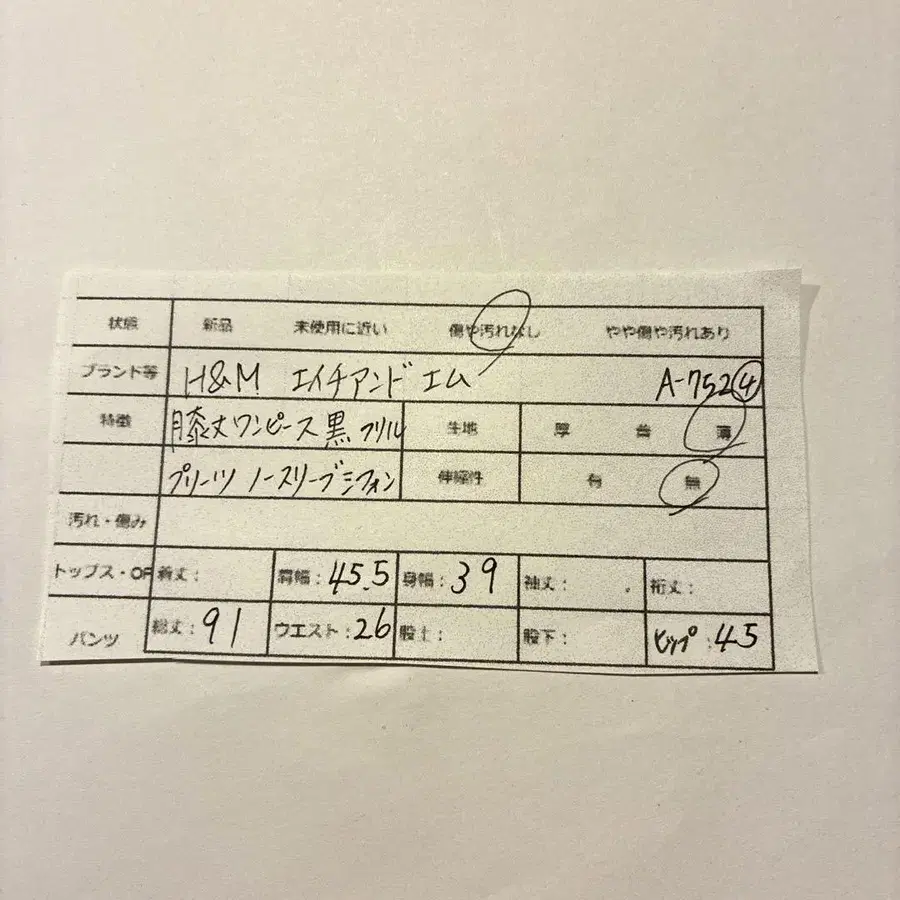 状態 新品 未使用に近い 傷や汚れなし やや傷や汚れあり
ブランド等 H&M エイチアンドエム A-752④
特徴 膝丈ワンピース黒 フリル 生地 厚 普 薄
プリーツ ノースリーブシフォン 伸縮性 有 無
汚れ・傷み
トップス・OP 着丈: 肩幅:45.5 身幅:39 袖丈: 裄丈:
パンツ 総丈:91 ウエスト:26 股上: 股下: ヒップ:45